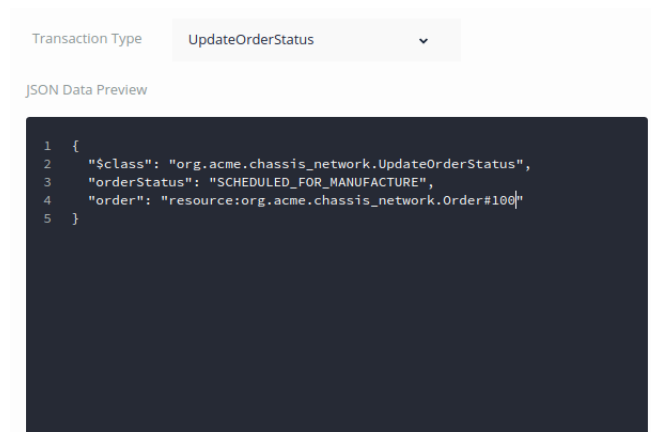 Transaction Type UpdateOrderStatus
JSON Data Preview
1 {
2 "$class": "org.acme.chassis_network.UpdateOrderStatus",
3 "orderStatus": "SCHEDULED_FOR_MANUFACTURE",
4 "order": "resource:org.acme.chassis_network.Order#100"
5 }